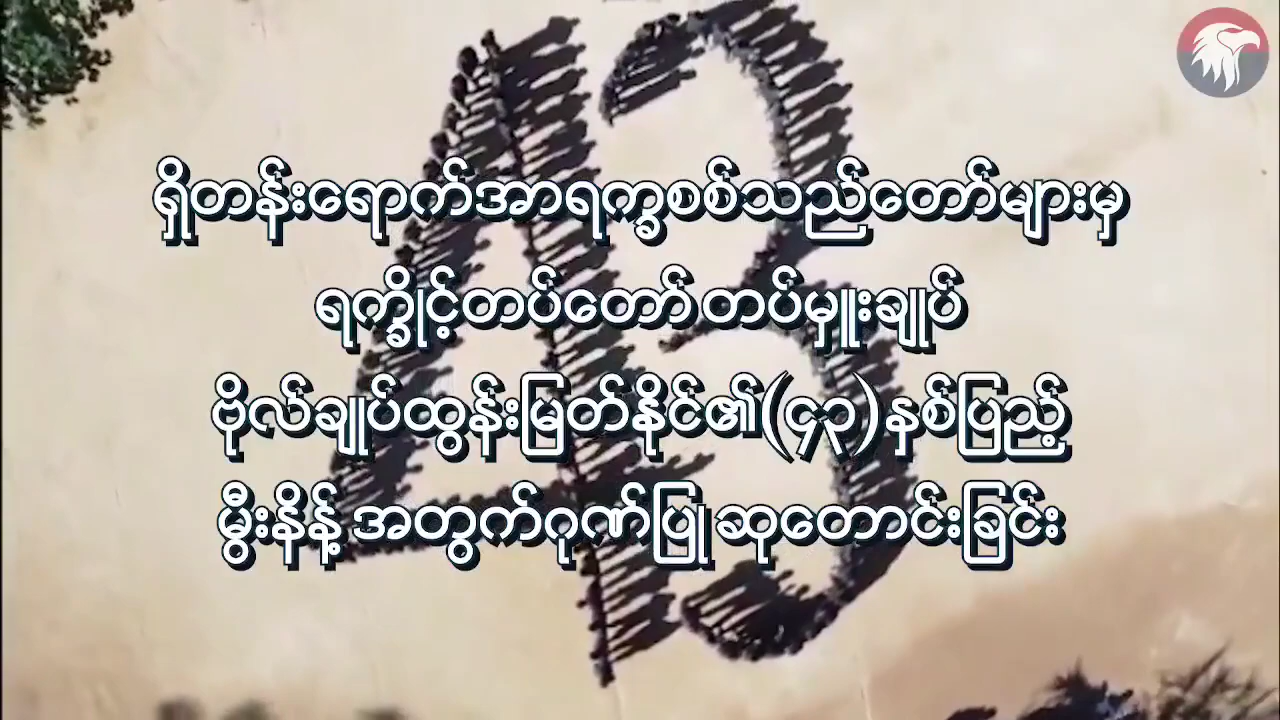 ရှိတန်းရောက်အာရက္ခစစ်သည်တော်များမှ
ရက္ခိုင့်တပ်တော် တပ်မှူးချုပ်
ဗိုလ်ချုပ်ထွန်းမြတ်နိုင်၏(၄၃)နှစ်ပြည့်
မွီးနိန့် အတွက်ဂုဏ်ပြု ဆုတောင်းခြင်း
43